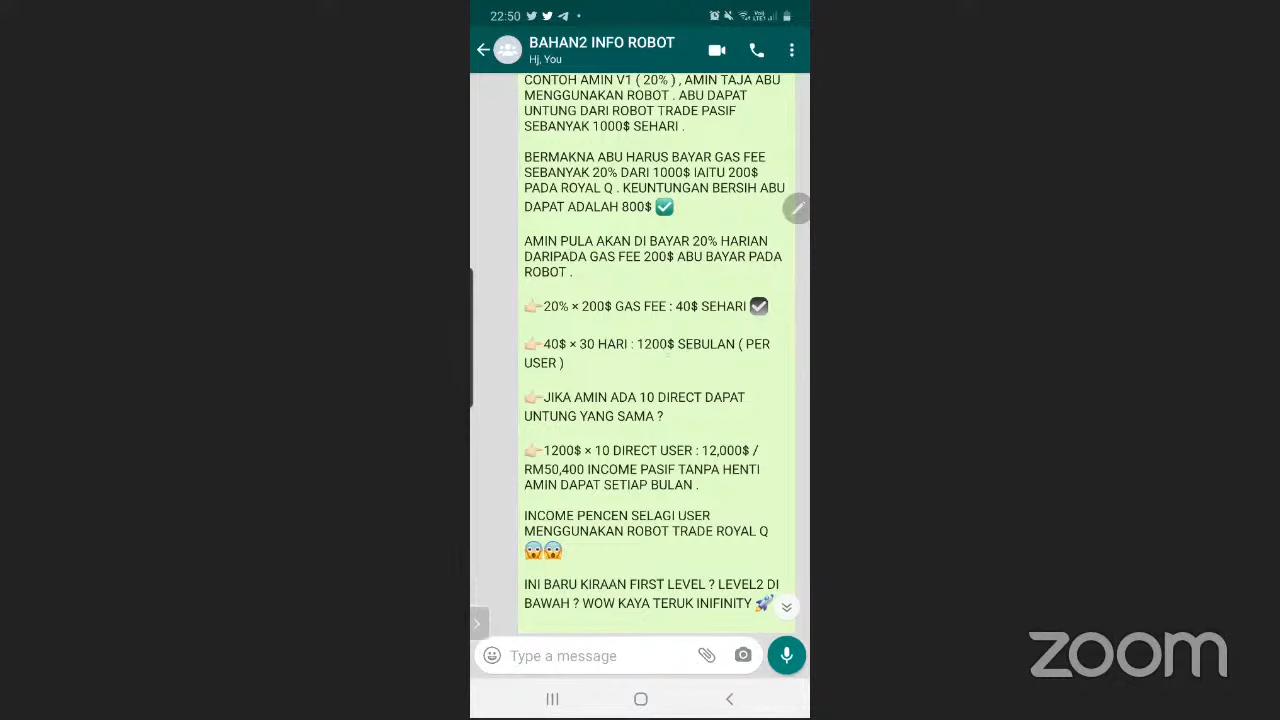 22:50
BAHAN2 INFO ROBOT
Hj, You
CONTOH AMIN V1 ( 20% ) , AMIN TAJA ABU
MENGGUNAKAN ROBOT . ABU DAPAT
UNTUNG DARI ROBOT TRADE PASIF
SEBANYAK 1000$ SEHARI .
BERMAKNA ABU HARUS BAYAR GAS FEE
SEBANYAK 20% DARI 1000$ IAITU 200$
PADA ROYAL Q . KEUNTUNGAN BERSIH ABU
DAPAT ADALAH 800$ ✅
AMIN PULA AKAN DI BAYAR 20% HARIAN
DARIPADA GAS FEE 200$ ABU BAYAR PADA
ROBOT .
👉🏻20% × 200$ GAS FEE : 40$ SEHARI ☑
👉🏻40$ × 30 HARI : 1200$ SEBULAN ( PER
USER )
👉🏻JIKA AMIN ADA 10 DIRECT DAPAT
UNTUNG YANG SAMA ?
👉🏻1200$ × 10 DIRECT USER : 12,000$ /
RM50,400 INCOME PASIF TANPA HENTI
AMIN DAPAT SETIAP BULAN .
INCOME PENCEN SELAGI USER
MENGGUNAKAN ROBOT TRADE ROYAL Q
😱😱
INI BARU KIRAAN FIRST LEVEL ? LEVEL2 DI
BAWAH ? WOW KAYA TERUK INIFINITY 🚀
Type a message
zoom